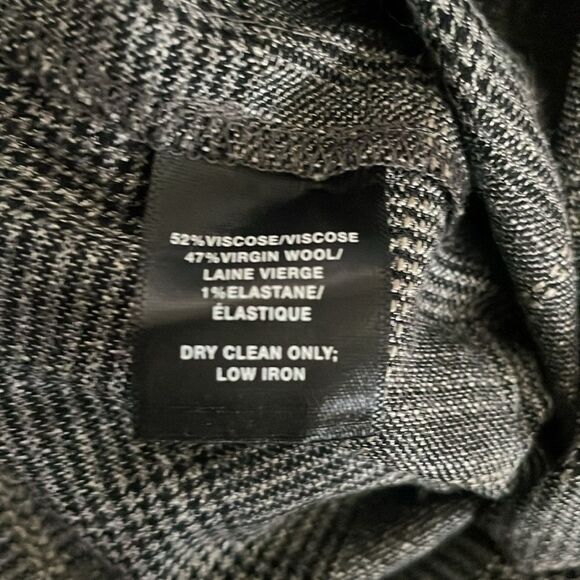 52%VISCOSE/VISCOSE
47%VIRGIN WOOL/
LAINE VIERGE
1%ELASTANE/
ÉLASTIQUE
DRY CLEAN ONLY;
LOW IRON